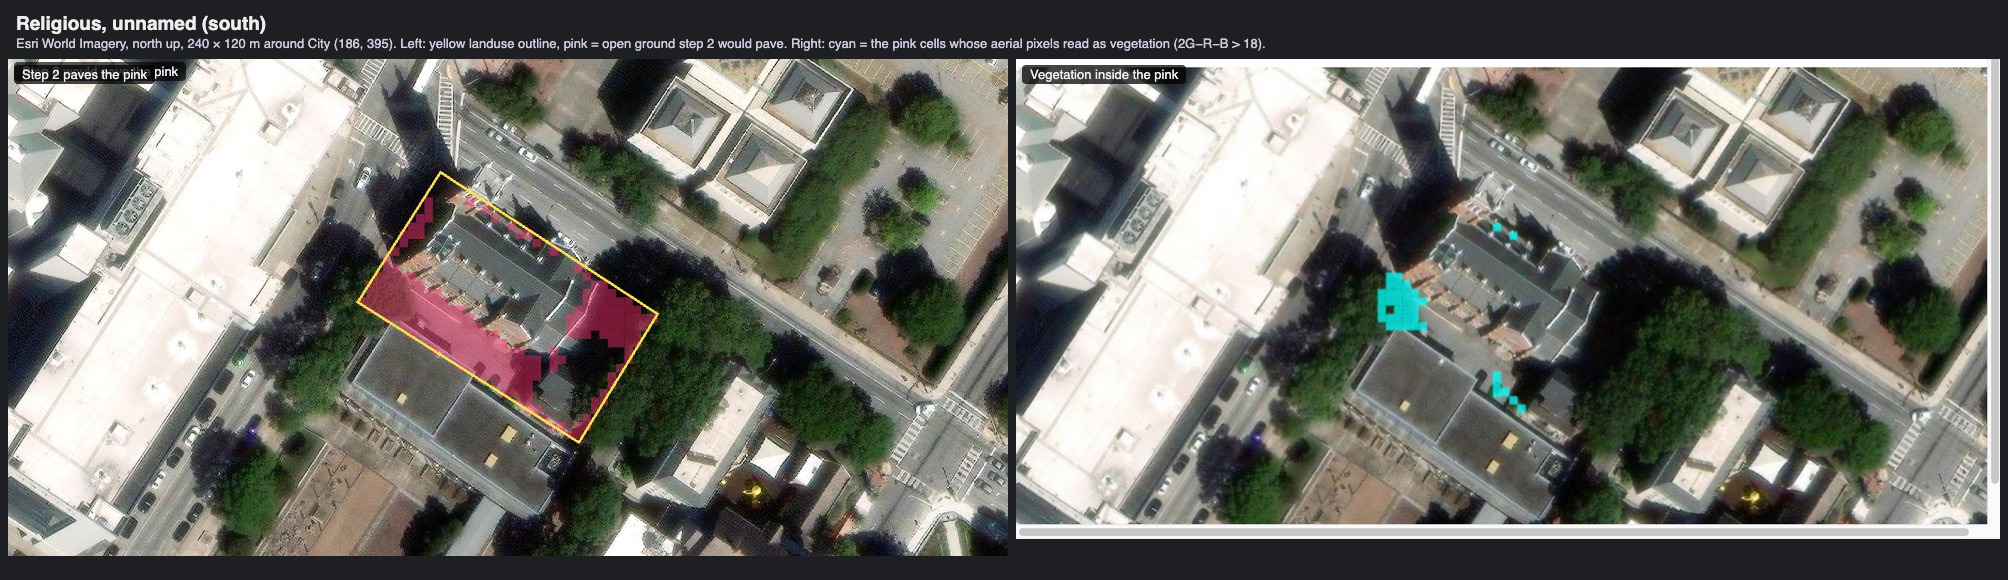 Religious, unnamed (south)
Esri World Imagery, north up, 240 × 120 m around City (186, 395). Left: yellow landuse outline, pink = open ground step 2 would pave. Right: cyan = the pink cells whose aerial pixels read as vegetation (2G−R−B > 18).
Step 2 paves the pink
pink
Vegetation inside the pink